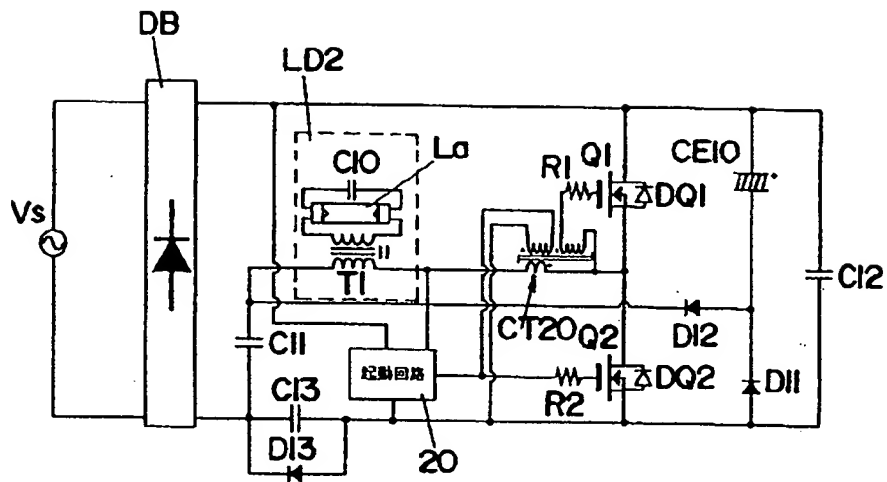 DB
LD2
C10
La
Q1
CE10
R1
DQ1
Vs
T1
C12
CT20
Q2
D12
C11
起動回路
DQ2
D11
C13
R2
D13
20